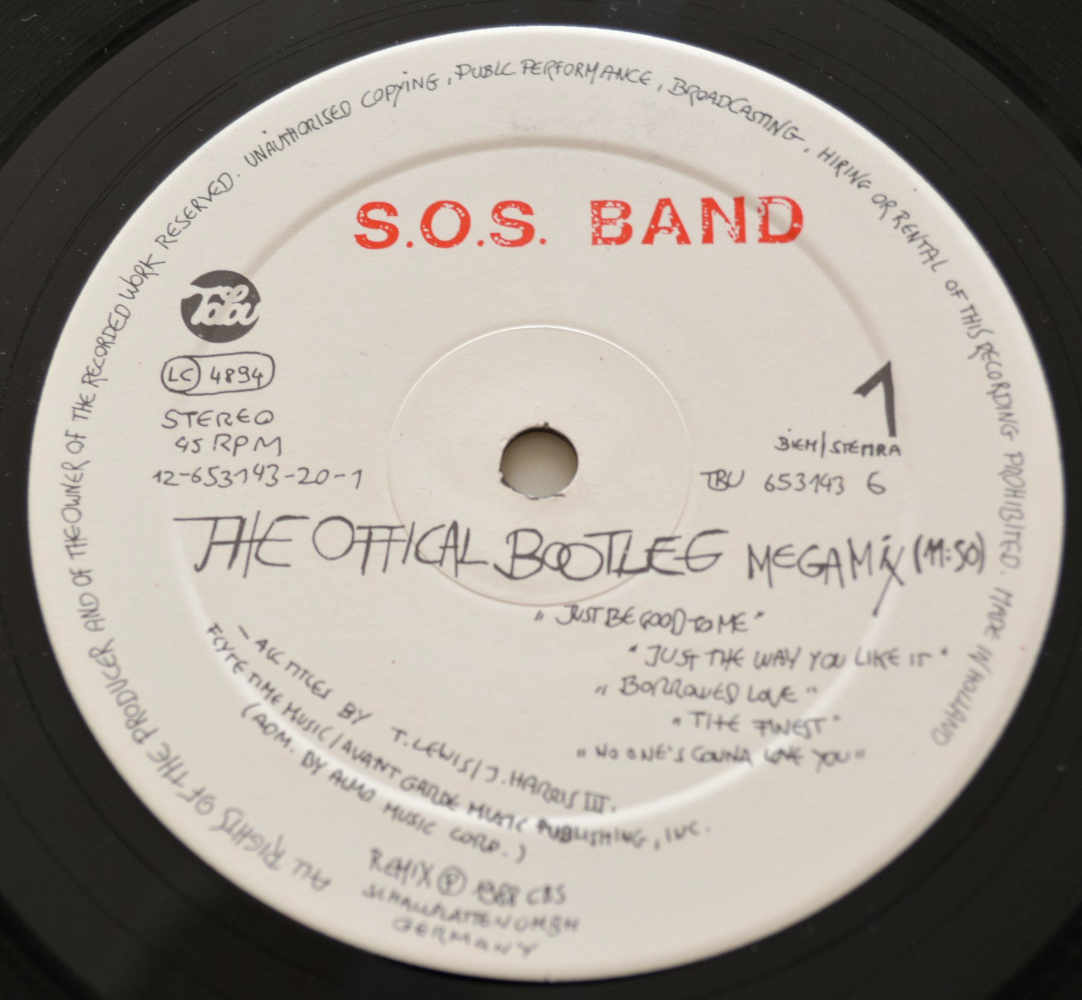 ALL RIGHTS OF THE PRODUCER AND OF THE OWNER OF THE RECORDED WORK RESERVED. UNAUTHORISED COPYING, PUBLC PERFORMANCE, BROADCASTING, HIRING OR RENTAL OF THIS RECORDING PROHIBITED. MADE IN HOLLAND
S.O.S. BAND
Tabu
LC 4894
STEREO
45 RPM
12-653143-20-1
1
BIEM/STEMRA
TBU 653143 6
THE OFFICAL BOOTLEG MEGAMIX (11:50)
"JUST BE GOOD TO ME"
"JUST THE WAY YOU LIKE IT"
"BORROWED LOVE"
"THE FINEST"
"NO ONE'S GONNA LOVE YOU"
- ALL TITLES BY T. LEWIS/J. HARRIS III.
FLYTE TIME MUSIC/AVANT GARDE MUSIC PUBLISHING, INC.
(ADM. BY ALMO MUSIC CORP.)
REMIX ℗ 1988 CBS
SCHALLPLATTEN GMBH
GERMANY